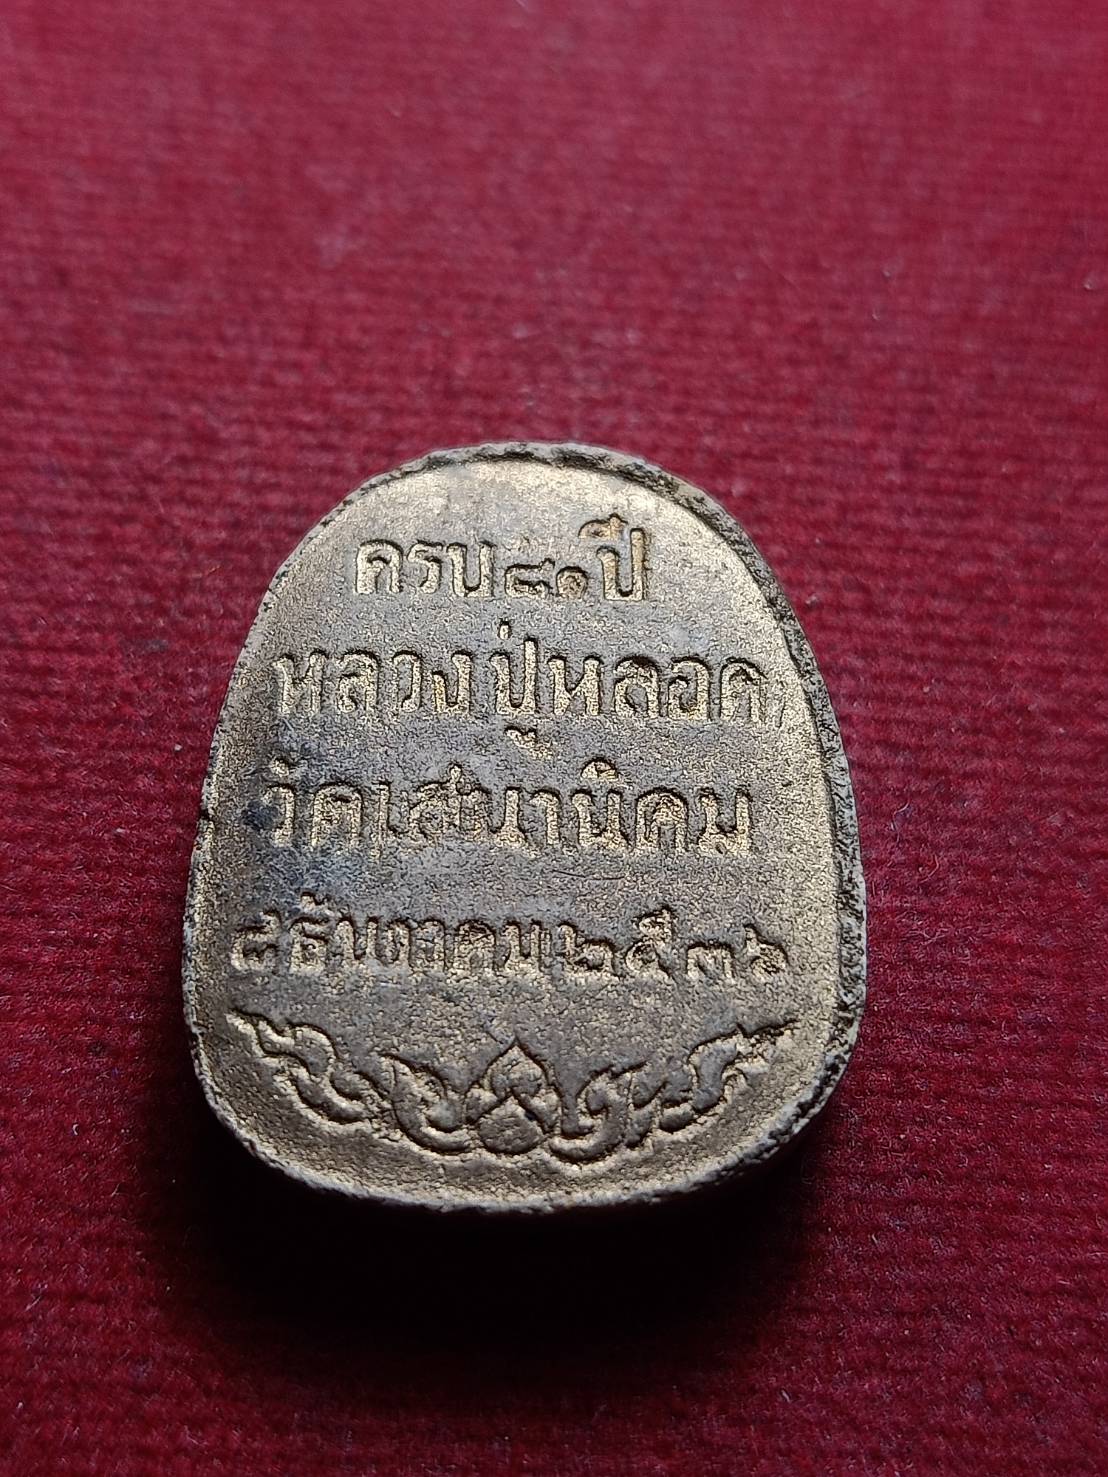 ครบ ๘๑ ปี
หลวงปู่หลอด
วัดเสนานิคม
๘ ธันวาคม ๒๕๓๖